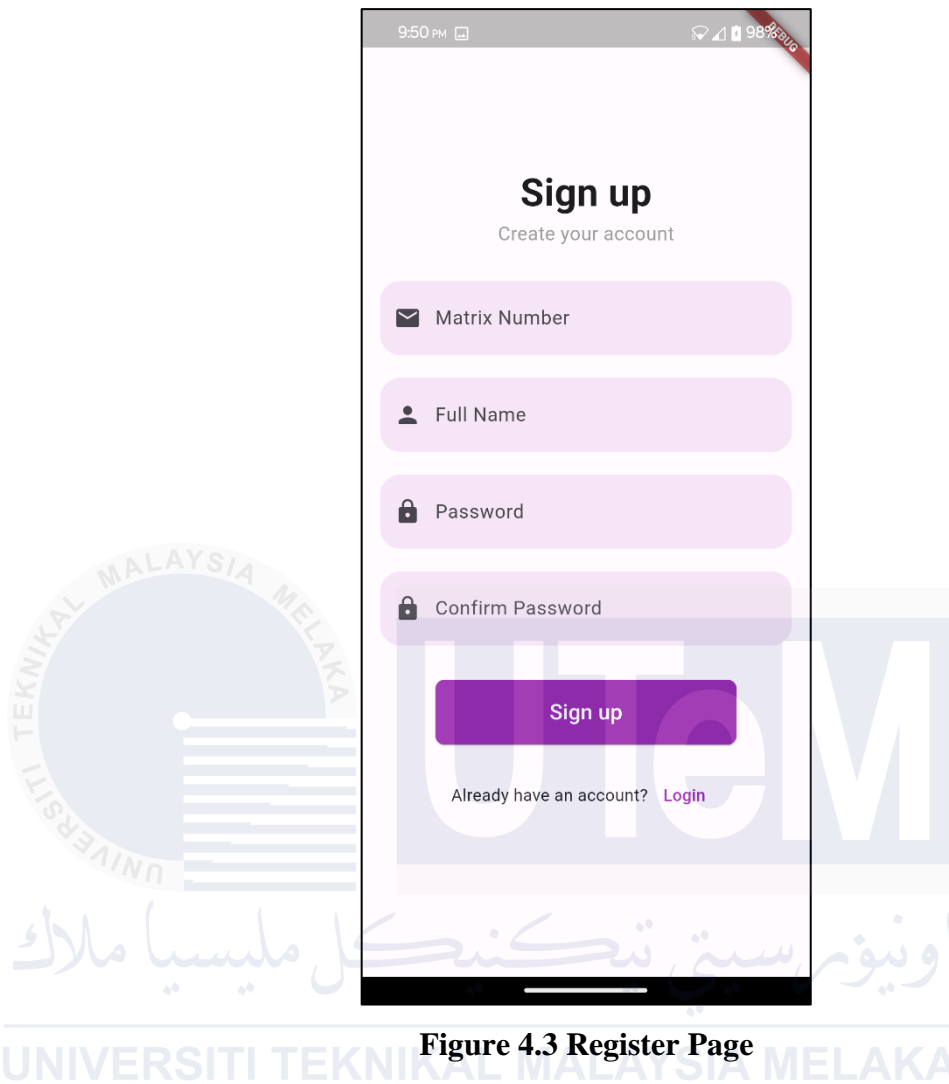 9:50 PM
98%
DEBUG
Sign up
Create your account
Matrix Number
Full Name
Password
Confirm Password
Sign up
Already have an account? Login
UNIVERSITI TEKNIKAL MALAYSIA MELAKA
UTeM
اونيۏرسيتي تيكنيكل مليسيا ملاك
Figure 4.3 Register Page
UNIVERSITI TEKNIKAL MALAYSIA MELAKA